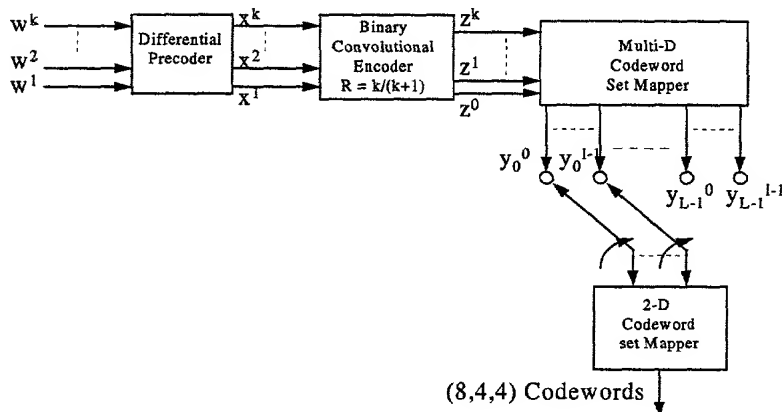 w^k
w^2
w^1
Differential
Precoder
x^k
x^2
x^1
Binary
Convolutional
Encoder
R = k/(k+1)
z^k
z^1
z^0
Multi-D
Codeword
Set Mapper
y_0^0
y_0^{I-1}
y_{L-1}^0
y_{L-1}^{I-1}
2-D
Codeword
set Mapper
(8,4,4) Codewords